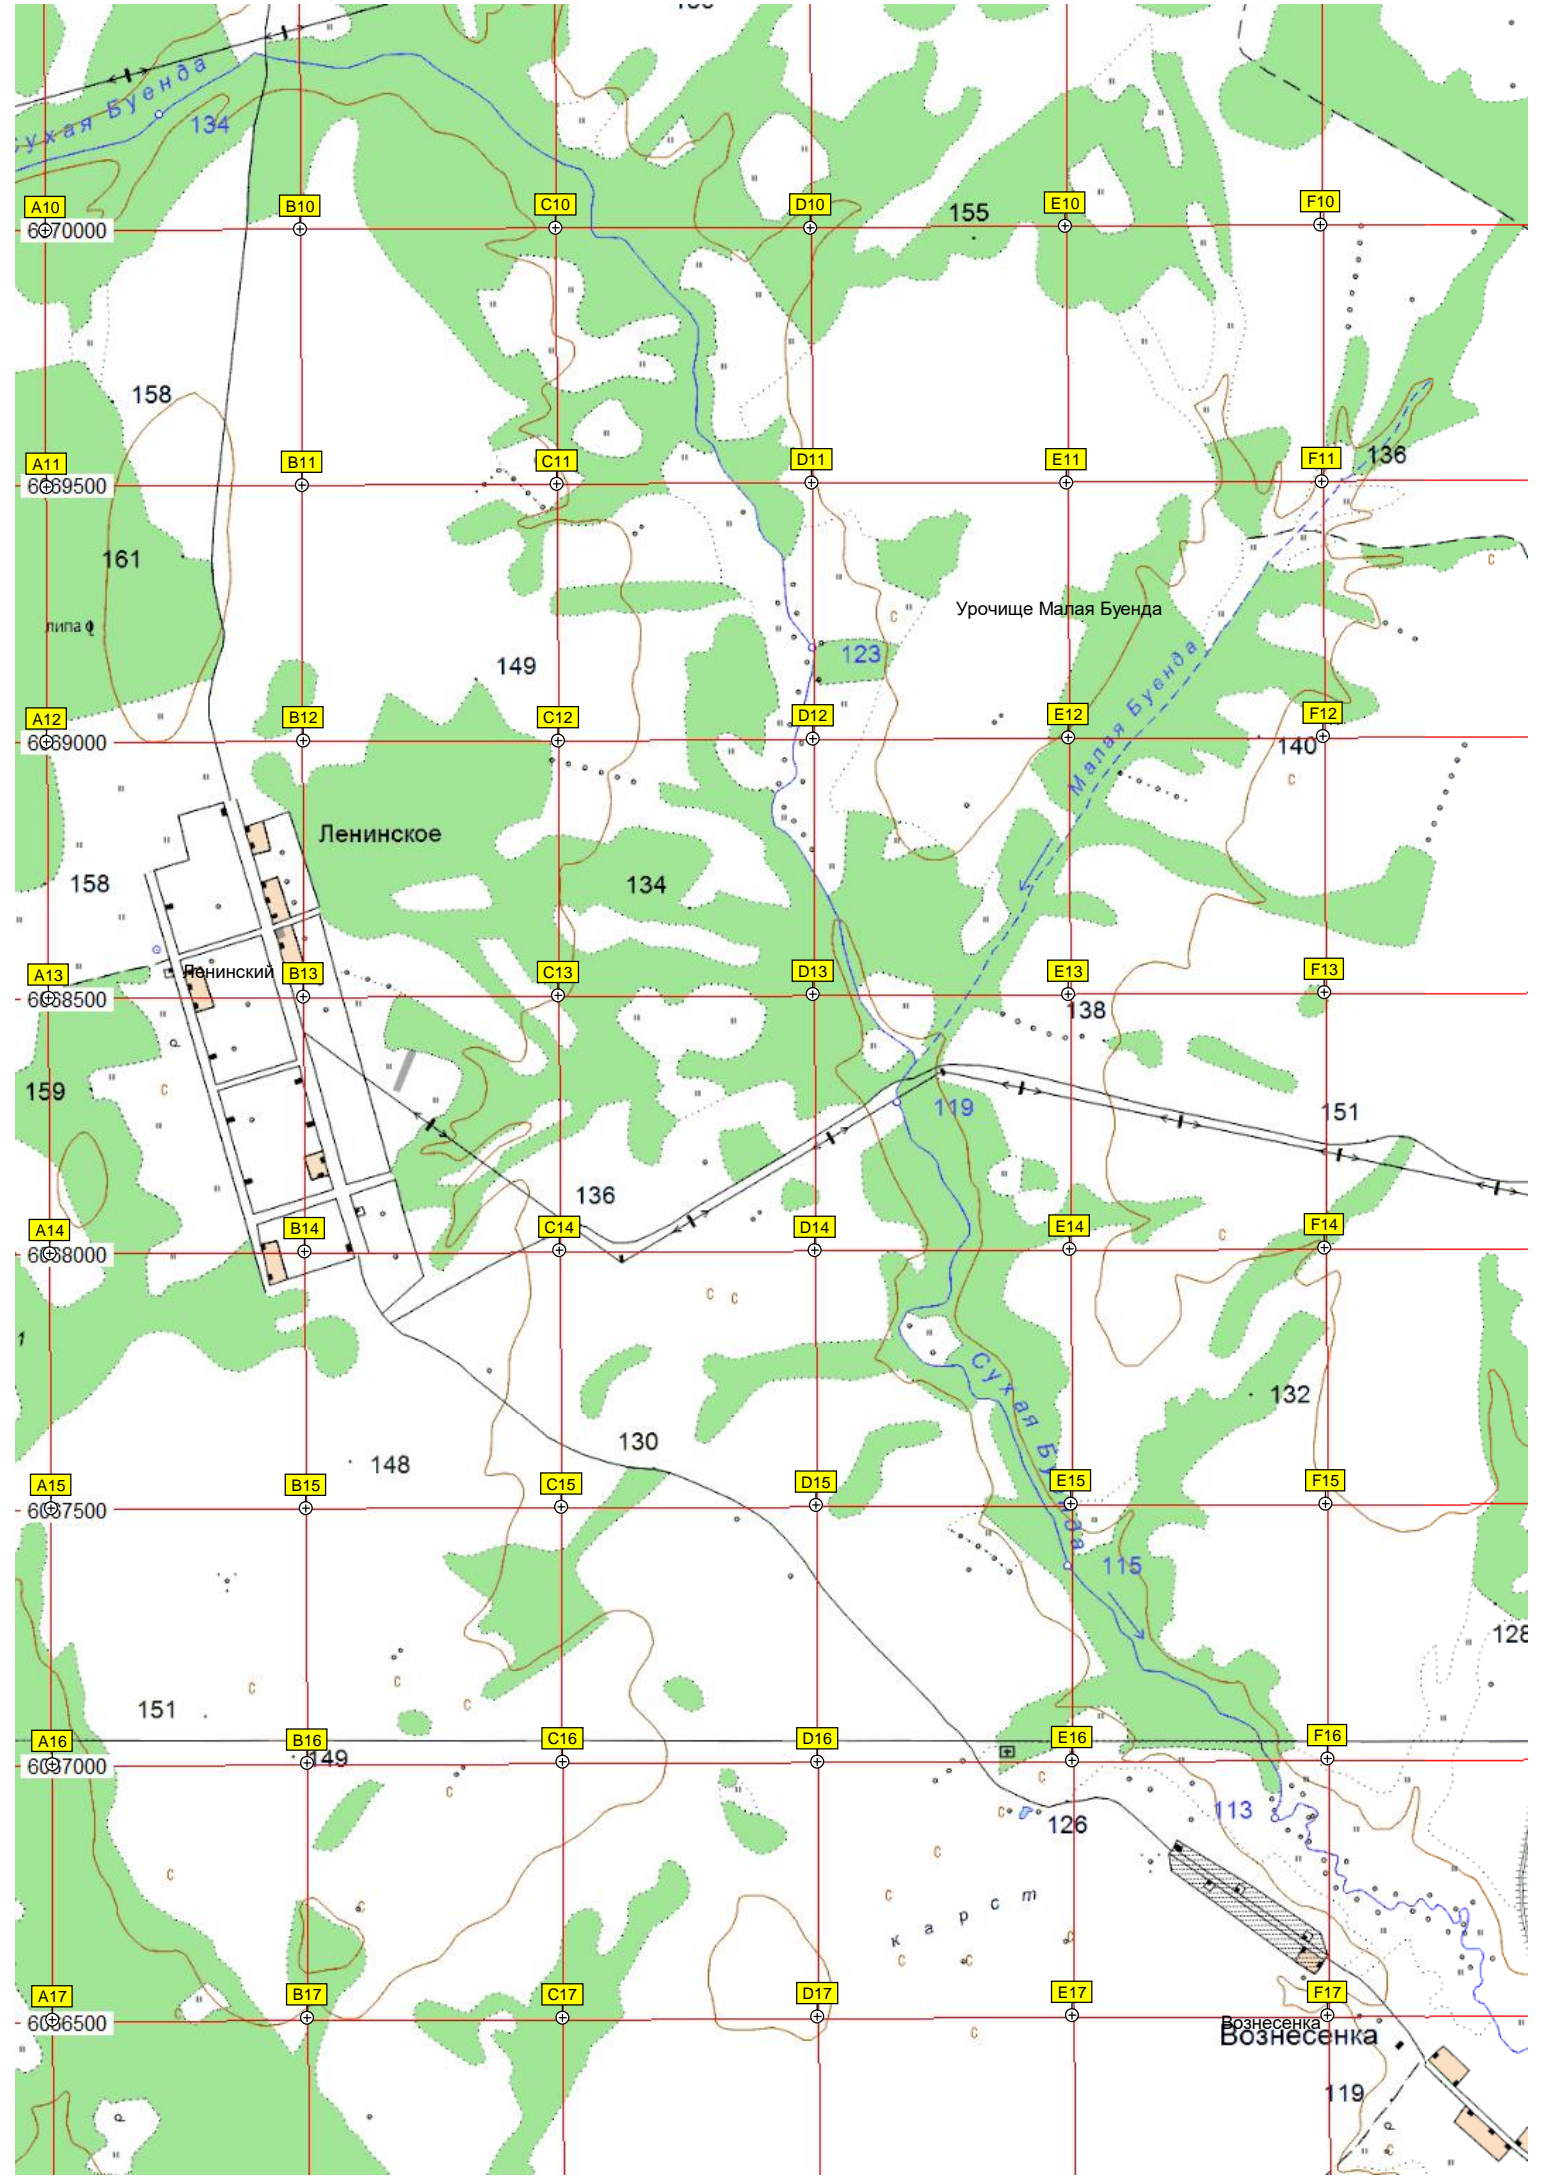 Сухая Буенда
134
A10
B10
C10
D10
155
E10
F10
6070000
158
A11
B11
C11
D11
E11
F11
136
6069500
161
липа
Урочище Малая Буенда
149
123
Малая Буенда
A12
B12
C12
D12
E12
F12
6069000
140
Ленинское
158
134
Ленинский
A13
B13
C13
D13
E13
F13
6068500
138
с
159
с
119
151
136
A14
B14
C14
D14
E14
F14
6068000
с
с с
Сухая Буенда
132
130
148
A15
B15
C15
D15
E15
F15
6067500
115
128
151
A16
B16
C16
D16
E16
F16
6067000
149
113
126
с
карст
A17
B17
C17
D17
E17
F17
6066500
Вознесенка
Вознесенка
119